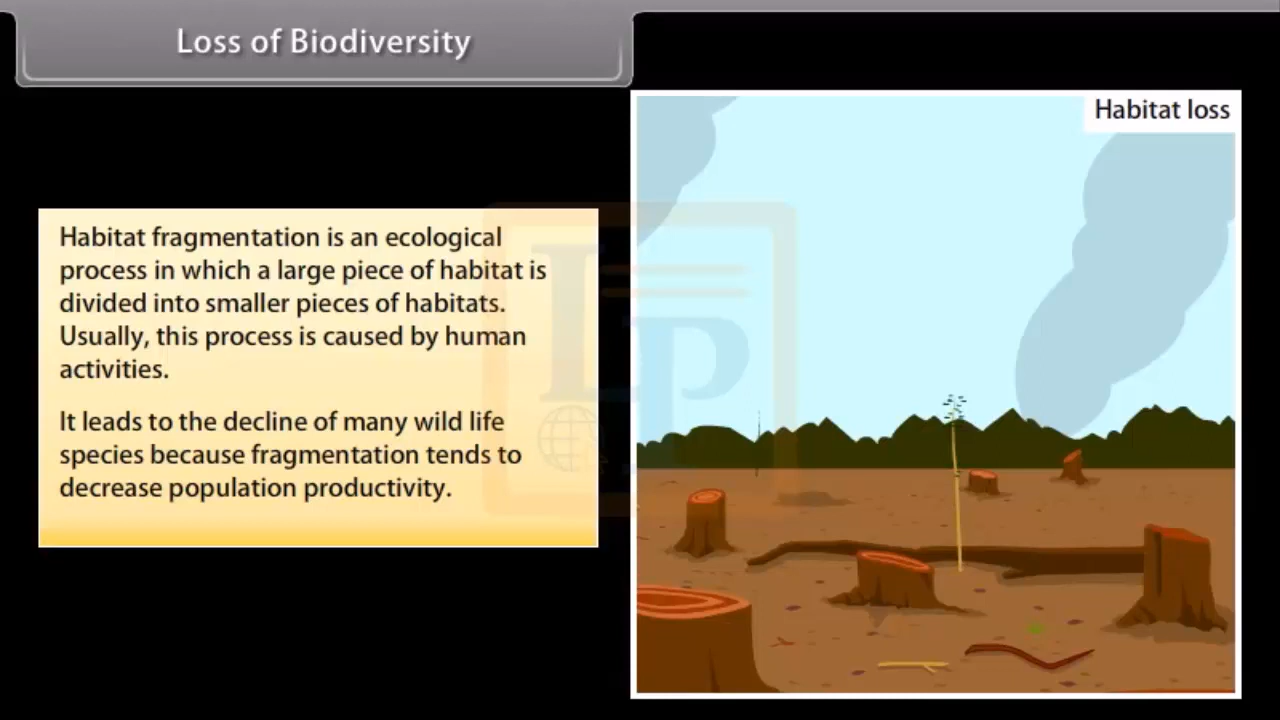 Loss of Biodiversity
Habitat loss
Habitat fragmentation is an ecological
process in which a large piece of habitat is
divided into smaller pieces of habitats.
Usually, this process is caused by human
activities.
It leads to the decline of many wild life
species because fragmentation tends to
decrease population productivity.